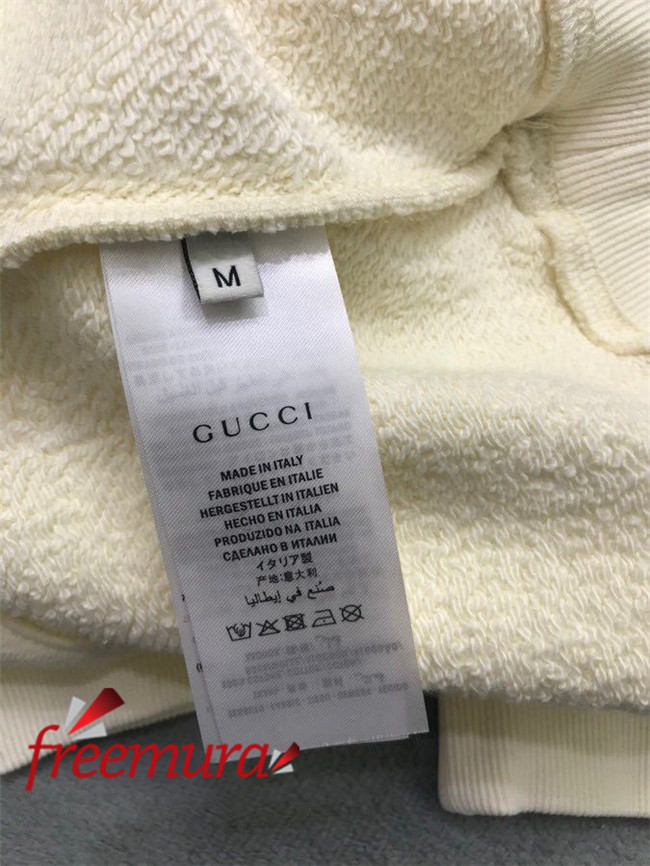 M
GUCCI
MADE IN ITALY
FABRIQUE EN ITALIE
HERGESTELLT IN ITALIEN
HECHO EN ITALIA
PRODUZIDO NA ITALIA
СДЕЛАНО В ИТАЛИИ
イタリア製
产地:意大利
صُنع في إيطاليا
freemura